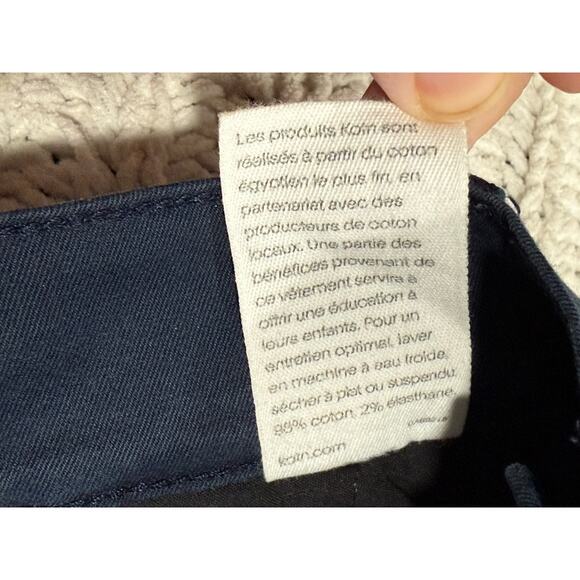 Les produits Kotn sont
réalisés à partir du coton
égyptien le plus fin, en
partenariat avec des
producteurs de coton
locaux. Une partie des
bénéfices provenant de
ce vêtement servira à
offrir une éducation à
leurs enfants. Pour un
entretien optimal, laver
en machine à eau froide,
sécher à plat ou suspendu.
98% coton, 2% élasthane.
kotn.com